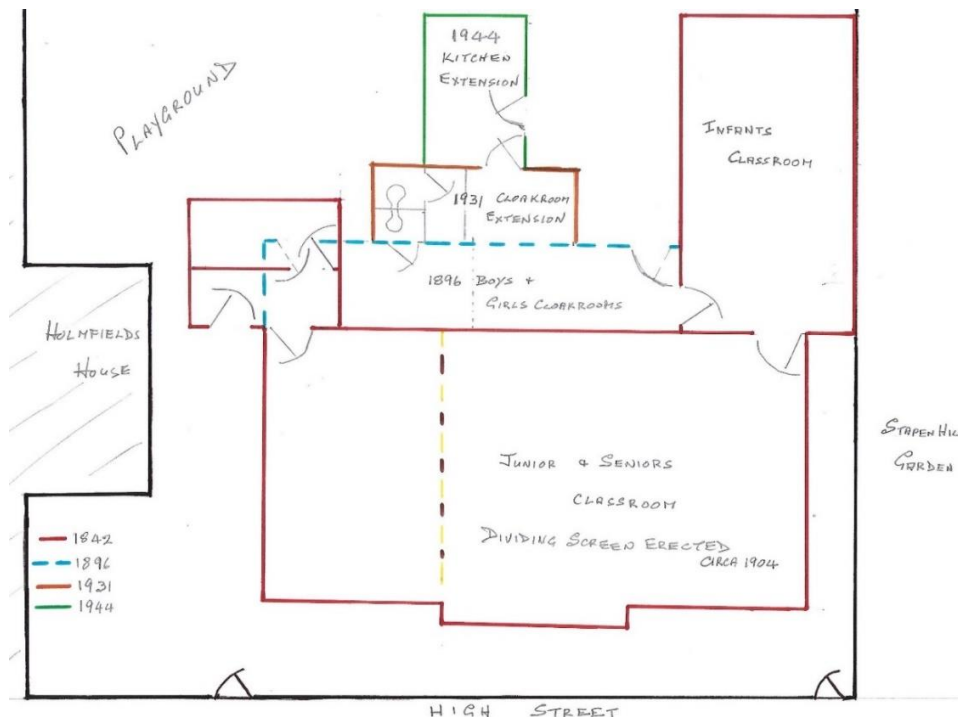 1944
KITCHEN
EXTENSION
PLAYGROUND
INFANTS
CLASSROOM
1931 CLOAKROOM
EXTENSION
1896 BOYS +
GIRLS CLOAKROOMS
HOLMFIELDS
HOUSE
STAPENHILL
GARDEN
JUNIOR & SENIORS
CLASSROOM
DIVIDING SCREEN ERECTED
CIRCA 1904
1842
1896
1931
1944
HIGH STREET